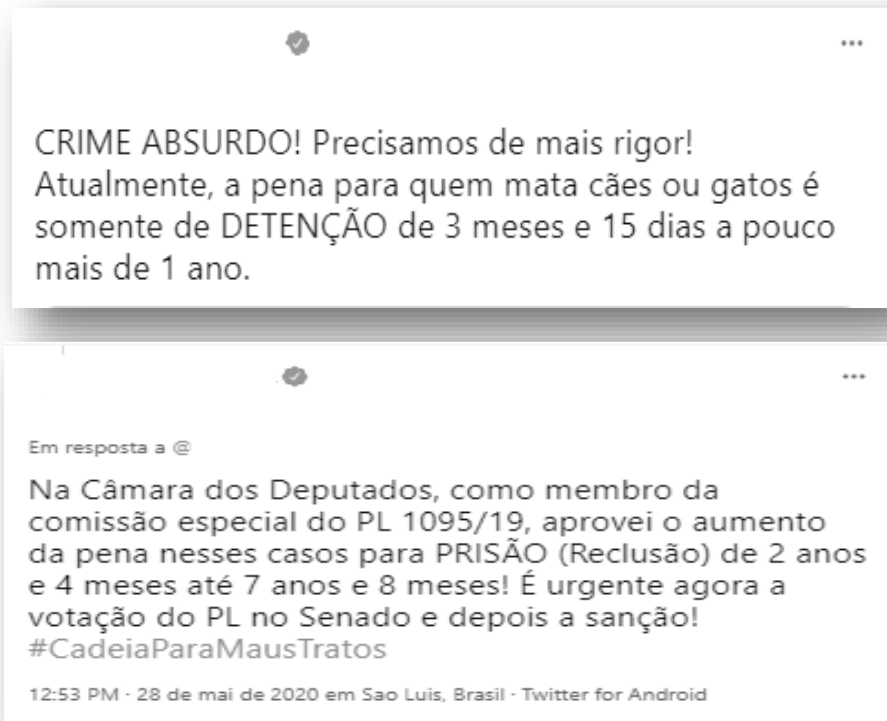 CRIME ABSURDO! Precisamos de mais rigor!
Atualmente, a pena para quem mata cães ou gatos é
somente de DETENÇÃO de 3 meses e 15 dias a pouco
mais de 1 ano.
Em resposta a @
Na Câmara dos Deputados, como membro da
comissão especial do PL 1095/19, aprovei o aumento
da pena nesses casos para PRISÃO (Reclusão) de 2 anos
e 4 meses até 7 anos e 8 meses! É urgente agora a
votação do PL no Senado e depois a sanção!
#CadeiaParaMausTratos
12:53 PM · 28 de mai de 2020 em Sao Luis, Brasil · Twitter for Android